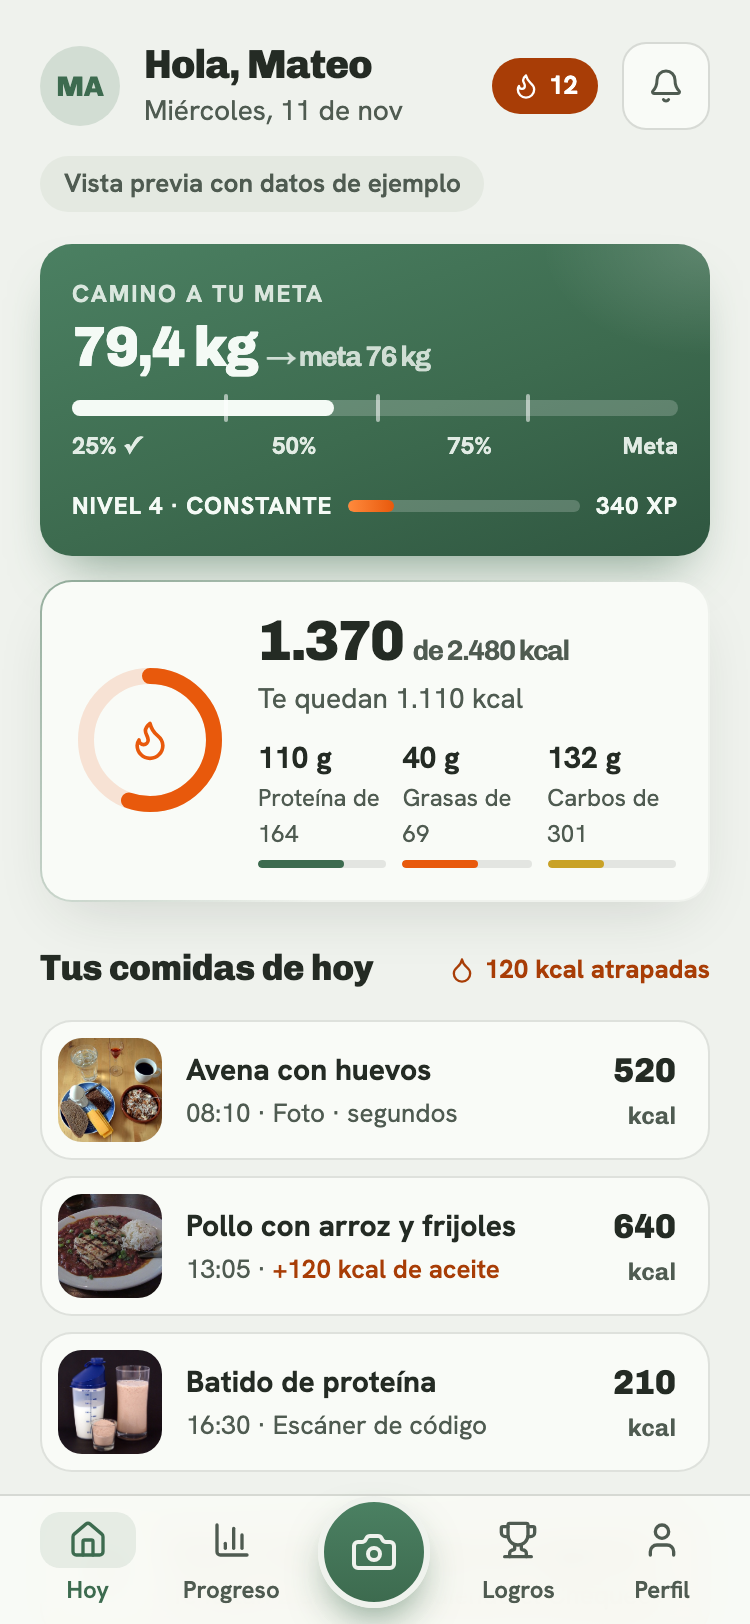 MA
Hola, Mateo
Miércoles, 11 de nov
12
Vista previa con datos de ejemplo
CAMINO A TU META
79,4 kg → meta 76 kg
25% ✓ 50% 75% Meta
NIVEL 4 · CONSTANTE 340 XP
1.370 de 2.480 kcal
Te quedan 1.110 kcal
110 g 40 g 132 g
Proteína de Grasas de Carbos de
164 69 301
Tus comidas de hoy 120 kcal atrapadas
Avena con huevos 520
08:10 · Foto · segundos kcal
Pollo con arroz y frijoles 640
13:05 · +120 kcal de aceite kcal
Batido de proteína 210
16:30 · Escáner de código kcal
Hoy Progreso Logros Perfil